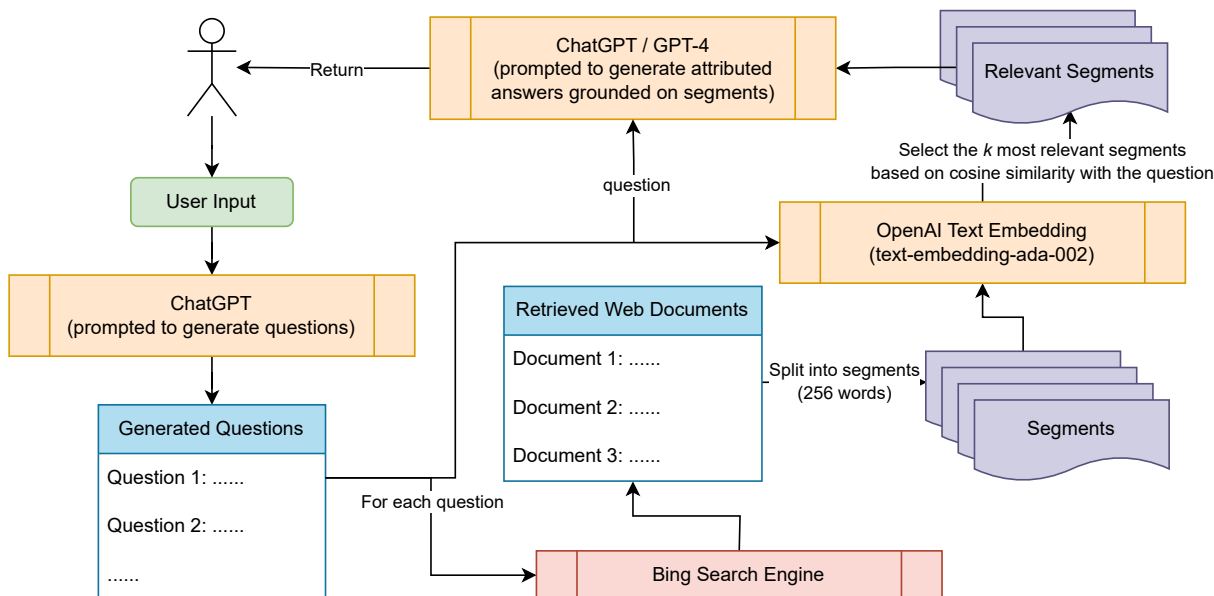 ChatGPT / GPT-4
(prompted to generate attributed
answers grounded on segments)
Return
Relevant Segments
Select the k most relevant segments
based on cosine similarity with the question
User Input
question
OpenAI Text Embedding
(text-embedding-ada-002)
ChatGPT
(prompted to generate questions)
Retrieved Web Documents
Document 1: ......
Document 2: ......
Document 3: ......
Split into segments
(256 words)
Segments
Generated Questions
Question 1: ......
Question 2: ......
......
For each question
Bing Search Engine